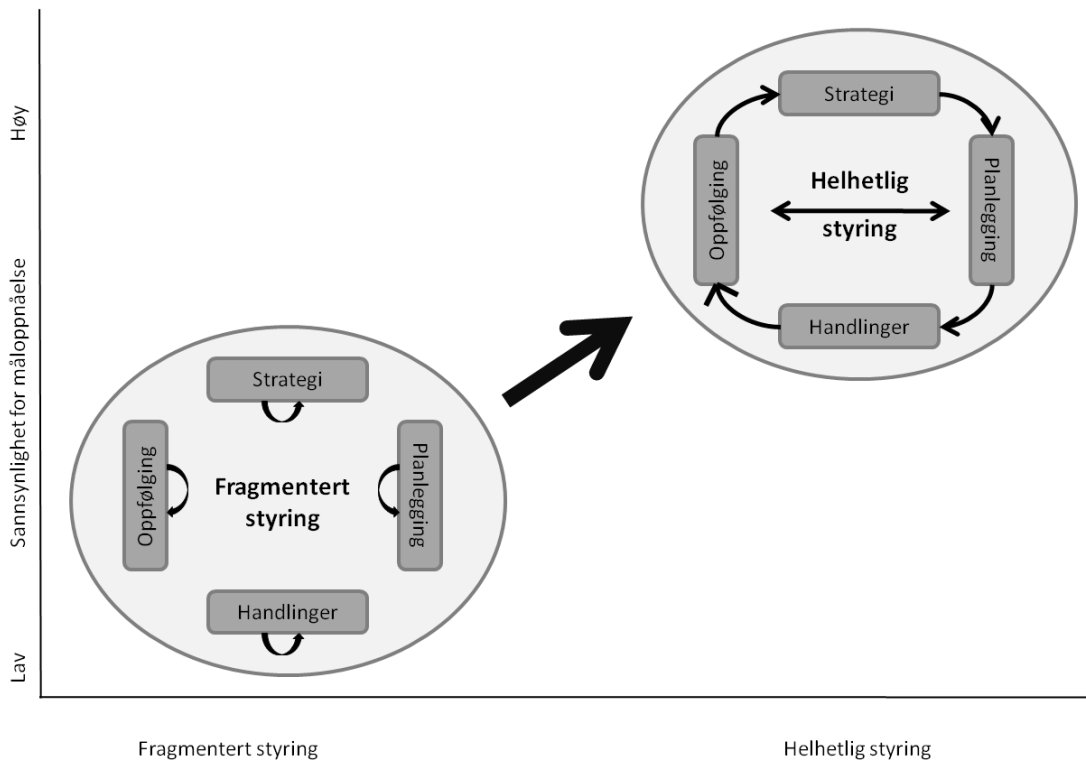 Høy
Sannsynlighet for måloppnåelse
Lav
Strategi
Oppfølging
Helhetlig
styring
Planlegging
Handlinger
Strategi
Oppfølging
Fragmentert
styring
Planlegging
Handlinger
Fragmentert styring
Helhetlig styring